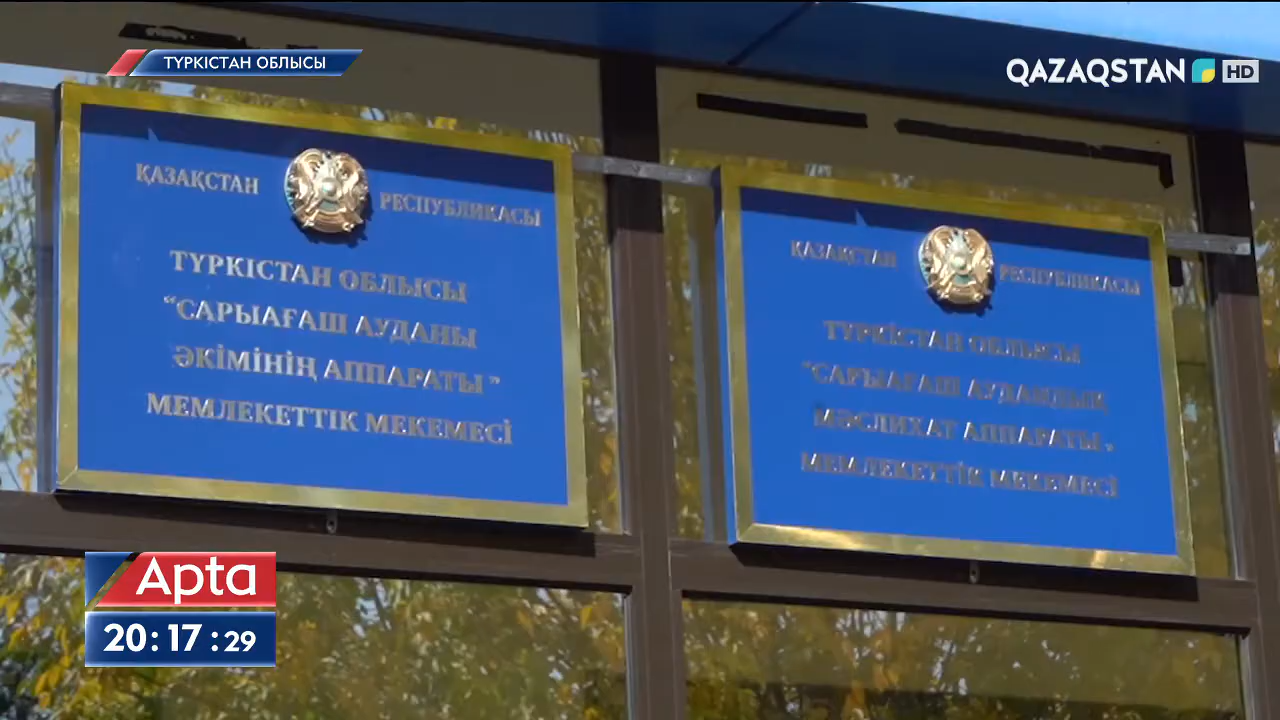 ТҮРКІСТАН ОБЛЫСЫ
QAZAQSTAN HD
ҚАЗАҚСТАН РЕСПУБЛИКАСЫ
ТҮРКІСТАН ОБЛЫСЫ
“САРЫАҒАШ АУДАНЫ
ӘКІМІНІҢ АППАРАТЫ”
МЕМЛЕКЕТТІК МЕКЕМЕСІ
ҚАЗАҚСТАН РЕСПУБЛИКАСЫ
ТҮРКІСТАН ОБЛЫСЫ
“САРЫАҒАШ АУДАНДЫҚ
МӘСЛИХАТ АППАРАТЫ”
МЕМЛЕКЕТТІК МЕКЕМЕСІ
Apta
20:17:29